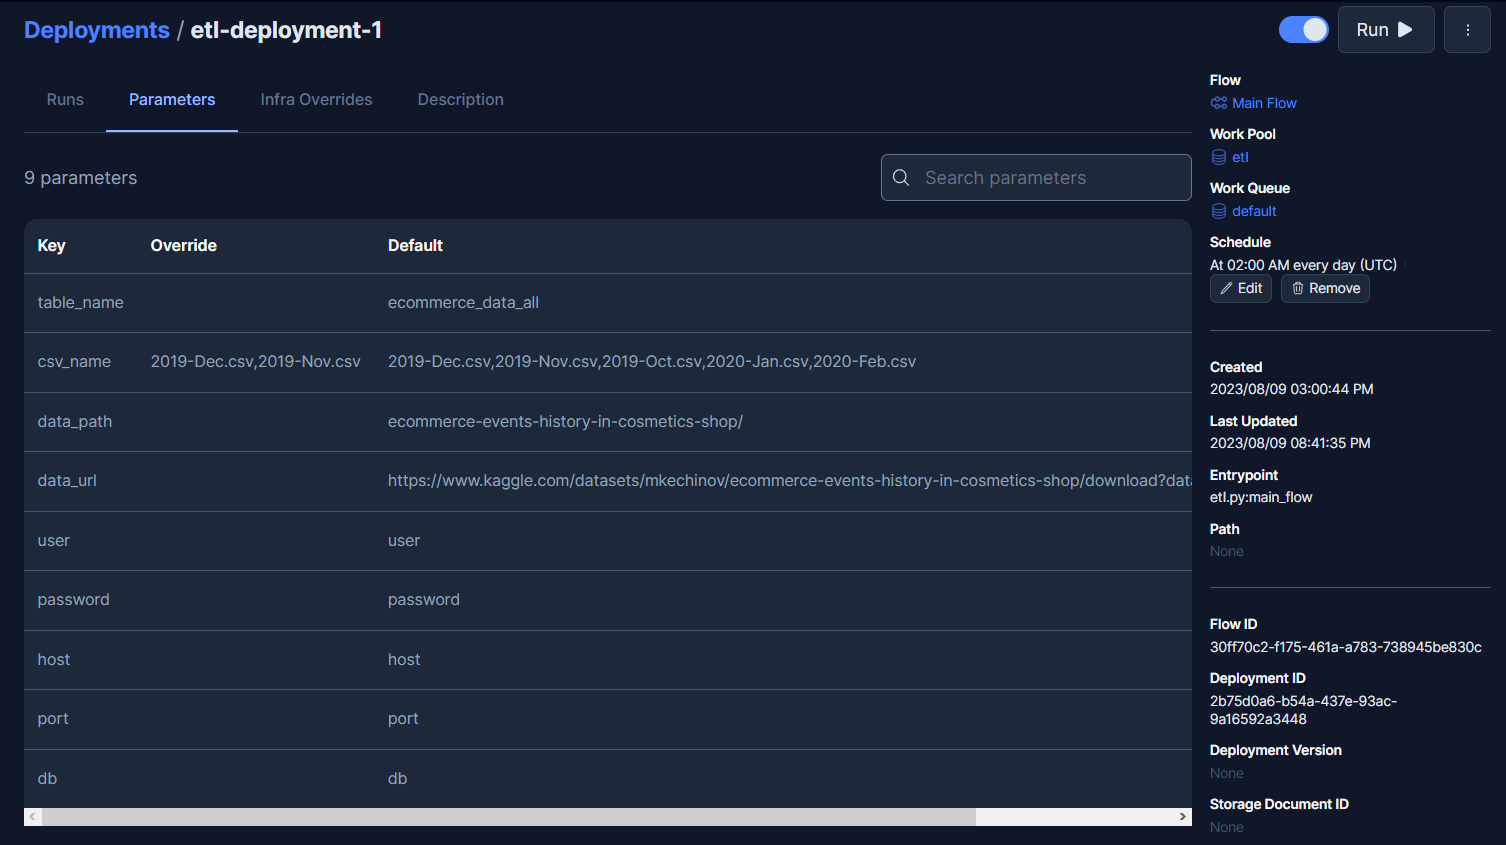 Deployments / etl-deployment-1
Run
Runs Parameters Infra Overrides Description
9 parameters
Search parameters
Key Override Default
table_name ecommerce_data_all
csv_name 2019-Dec.csv,2019-Nov.csv 2019-Dec.csv,2019-Nov.csv,2019-Oct.csv,2020-Jan.csv,2020-Feb.csv
data_path ecommerce-events-history-in-cosmetics-shop/
data_url https://www.kaggle.com/datasets/mkechinov/ecommerce-events-history-in-cosmetics-shop/download?data
user user
password password
host host
port port
db db
Flow
Main Flow
Work Pool
etl
Work Queue
default
Schedule
At 02:00 AM every day (UTC)
Edit Remove
Created
2023/08/09 03:00:44 PM
Last Updated
2023/08/09 08:41:35 PM
Entrypoint
etl.py:main_flow
Path
None
Flow ID
30ff70c2-f175-461a-a783-738945be830c
Deployment ID
2b75d0a6-b54a-437e-93ac-
9a16592a3448
Deployment Version
None
Storage Document ID
None